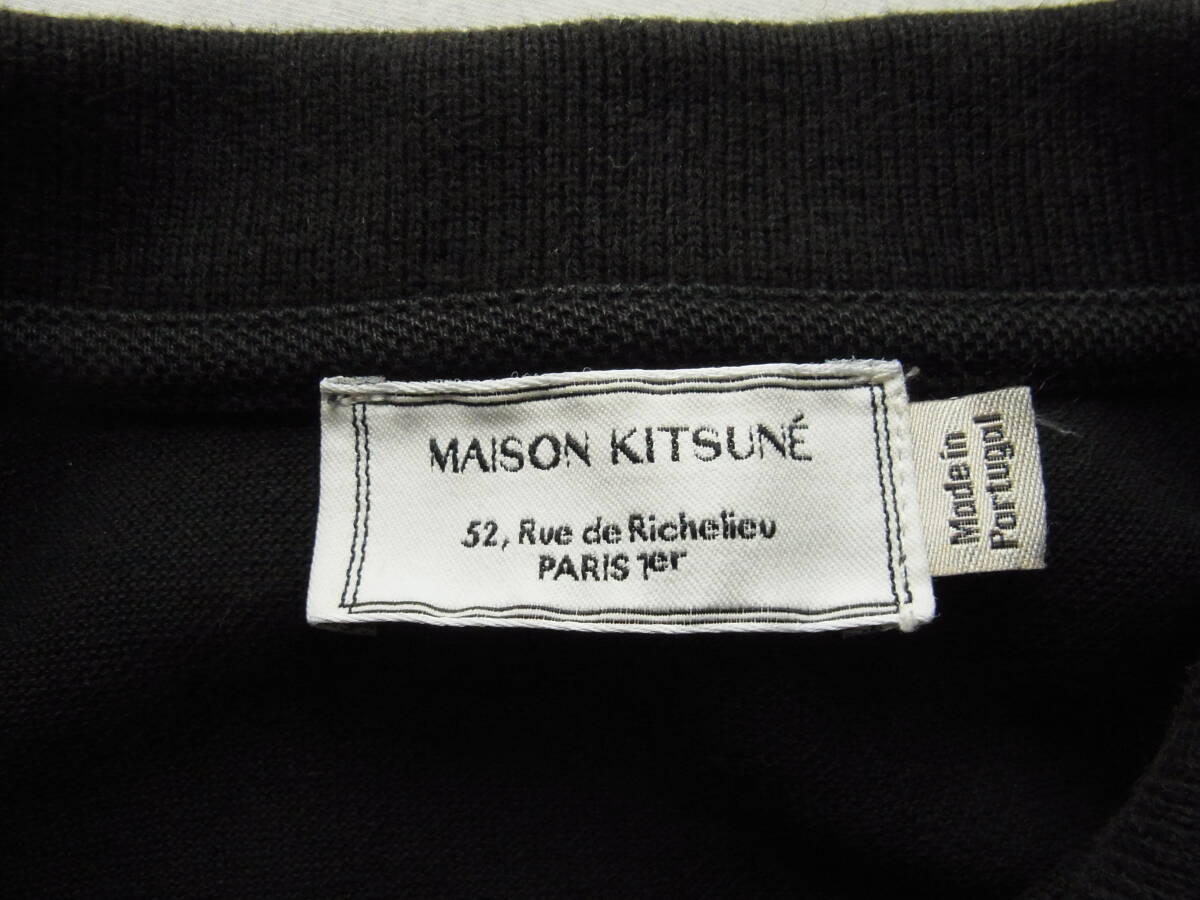 MAISON KITSUNÉ
52, Rue de Richelieu
PARIS 1er
Made in
Portugal